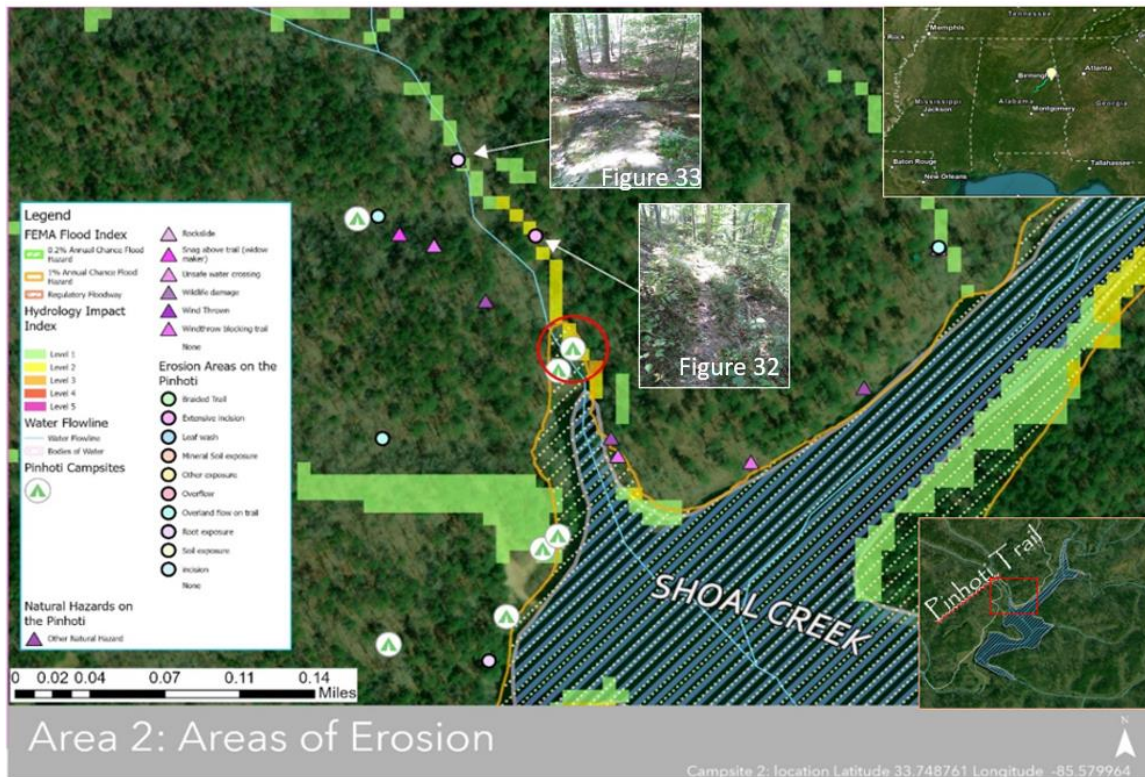 Figure 33
Figure 32
Tennessee
Rock
Memphis
Birmingh
Atlanta
Mississippi
Jackson
Alabama
Montgomery
Georgia
Baton Rouge
New Orleans
Tallahassee
Legend
FEMA Flood Index
0.2% Annual Chance Flood
Hazard
1% Annual Chance Flood
Hazard
Regulatory Floodway
Hydrology Impact
Index
Level 1
Level 2
Level 3
Level 4
Level 5
Water Flowline
Water Flowline
Bodies of Water
Pinhoti Campsites
Rockslide
Snag above trail (widow
maker)
Unsafe water crossing
Wildlife damage
Wind Thrown
Windthrow blocking trail
None
Erosion Areas on the
Pinhoti
Braided Trail
Extensive incision
Leaf wash
Mineral Soil exposure
Other exposure
Overflow
Overland flow on trail
Root exposure
Soil exposure
incision
None
Natural Hazards on
the Pinhoti
Other Natural Hazard
SHOAL CREEK
Pinhoti Trail
0 0.02 0.04 0.07 0.11 0.14
Miles
Area 2: Areas of Erosion
N
Campsite 2: location Latitude 33.748761 Longitude -85.579964